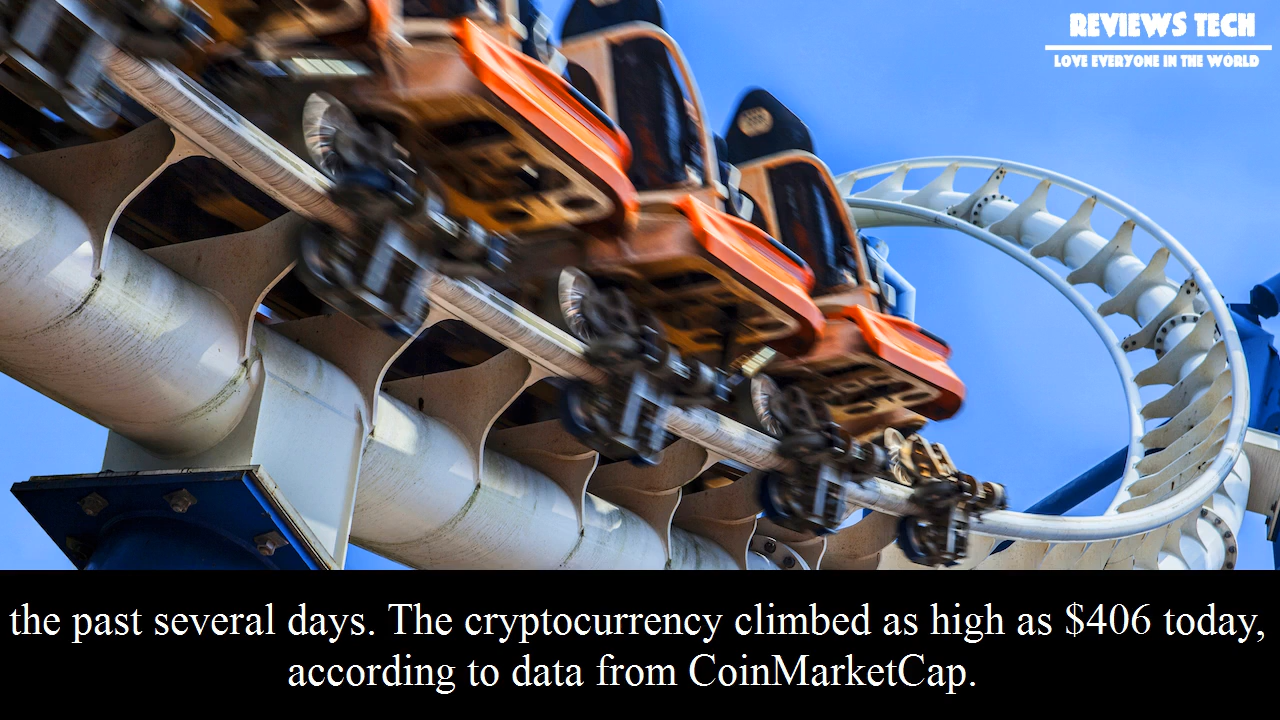 REVIEWS TECH
LOVE EVERYONE IN THE WORLD
the past several days. The cryptocurrency climbed as high as $406 today,
according to data from CoinMarketCap.